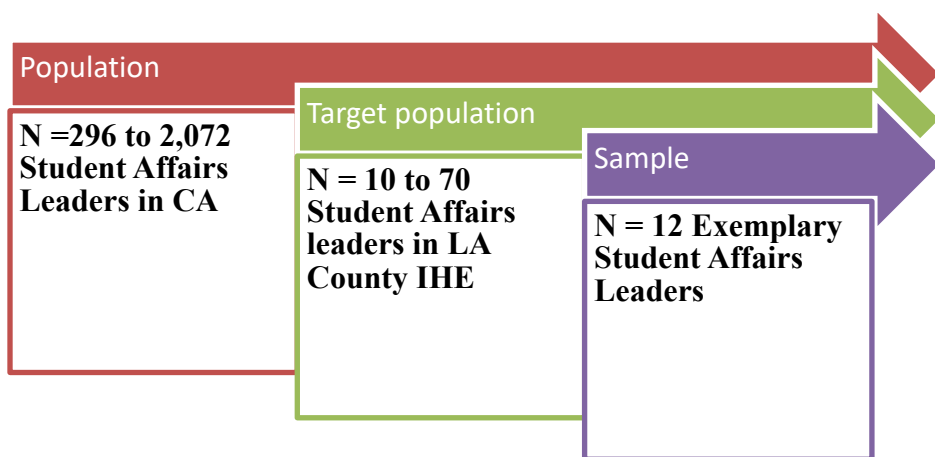 Population
N =296 to 2,072
Student Affairs
Leaders in CA
Target population
N = 10 to 70
Student Affairs
leaders in LA
County IHE
Sample
N = 12 Exemplary
Student Affairs
Leaders